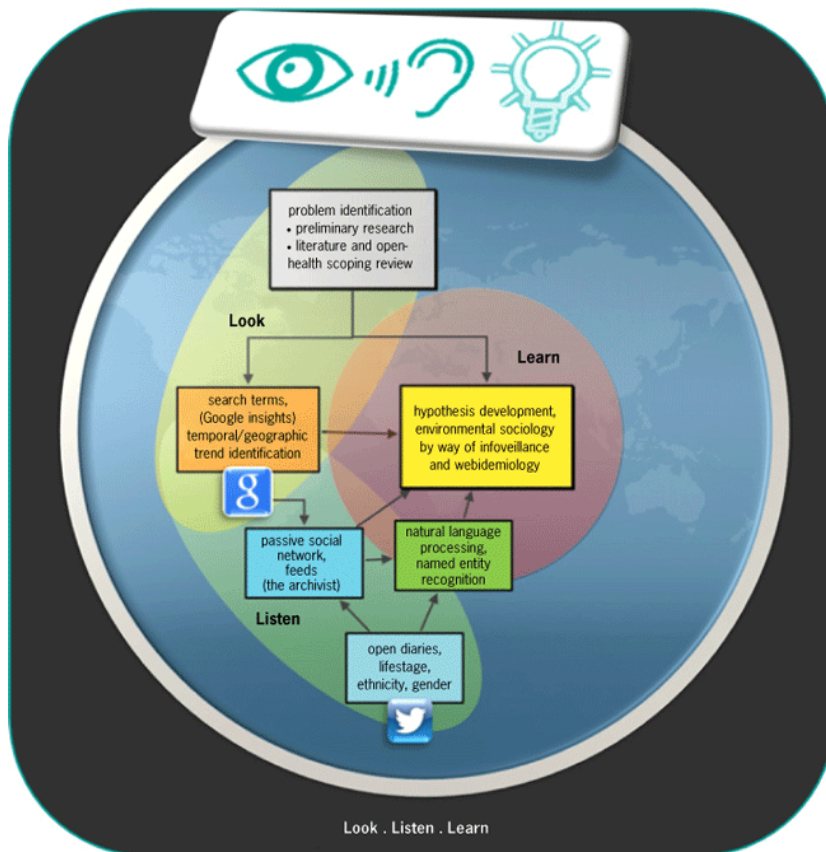 problem identification
• preliminary research
• literature and open-
health scoping review
Look
Learn
search terms,
(Google insights)
temporal/geographic
trend identification
hypothesis development,
environmental sociology
by way of infoveillance
and webidemiology
g
passive social
network,
feeds
(the archivist)
natural language
processing,
named entity
recognition
Listen
open diaries,
lifestage,
ethnicity, gender
Look . Listen . Learn